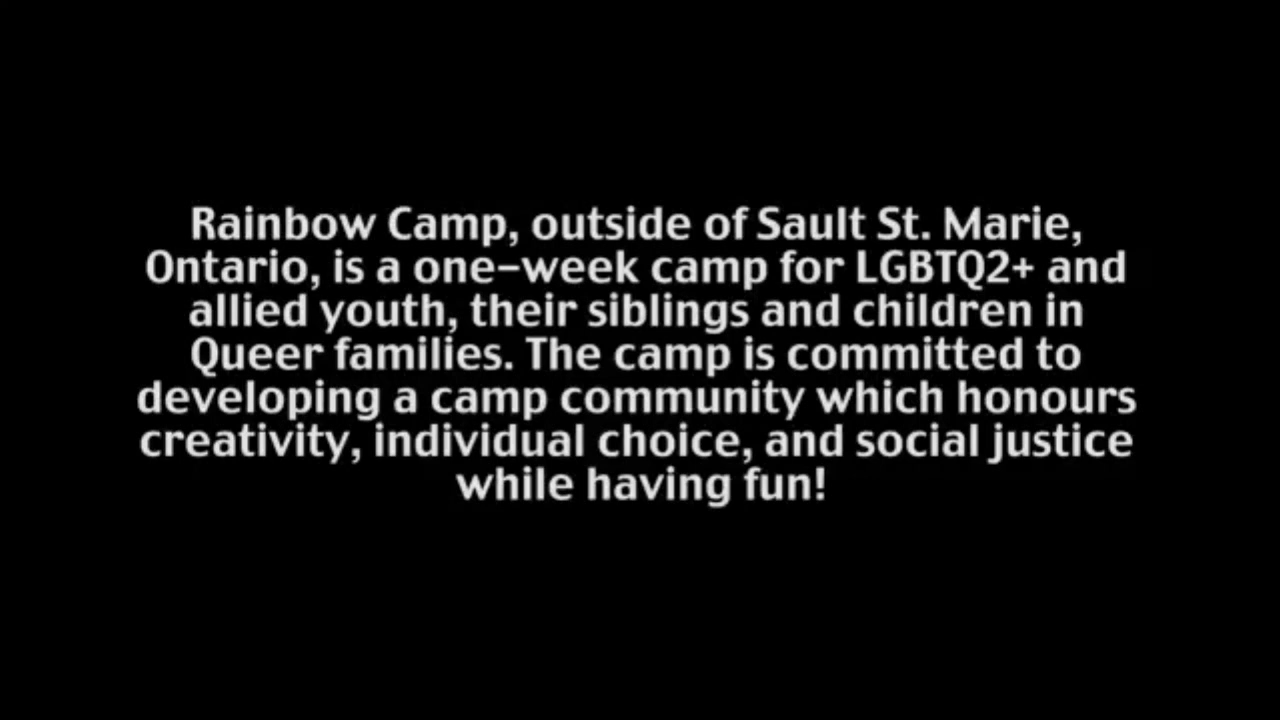 Rainbow Camp, outside of Sault St. Marie,
Ontario, is a one-week camp for LGBTQ2+ and
allied youth, their siblings and children in
Queer families. The camp is committed to
developing a camp community which honours
creativity, individual choice, and social justice
while having fun!